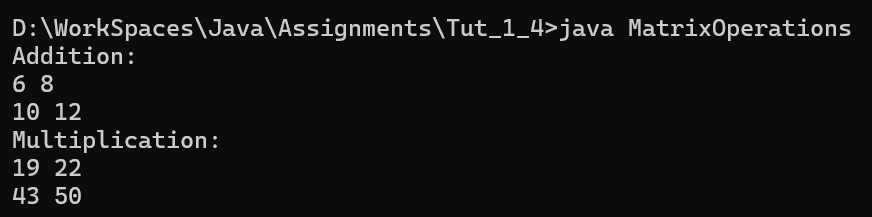 D:\WorkSpaces\Java\Assignments\Tut_1_4>java MatrixOperations
Addition:
6 8
10 12
Multiplication:
19 22
43 50